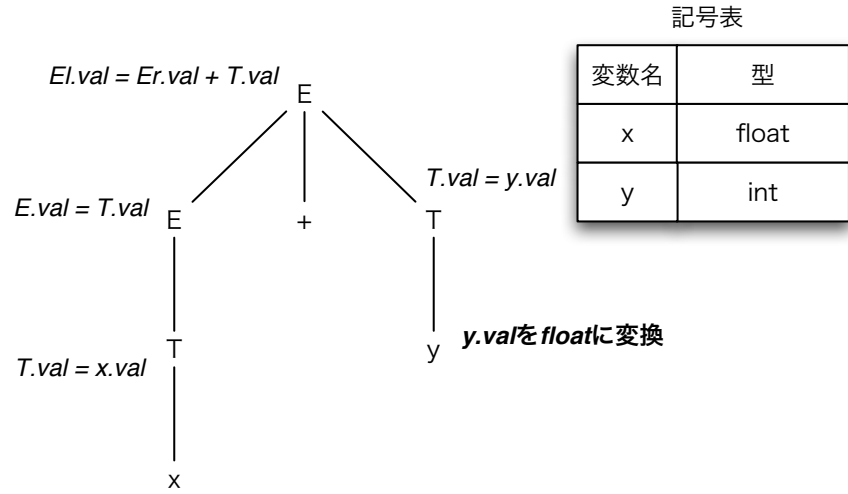 記号表
変数名 型
x float
y int
El.val = Er.val + T.val
E
T.val = y.val
E.val = T.val
E + T
y.valをfloatに変換
T y
T.val = x.val
x